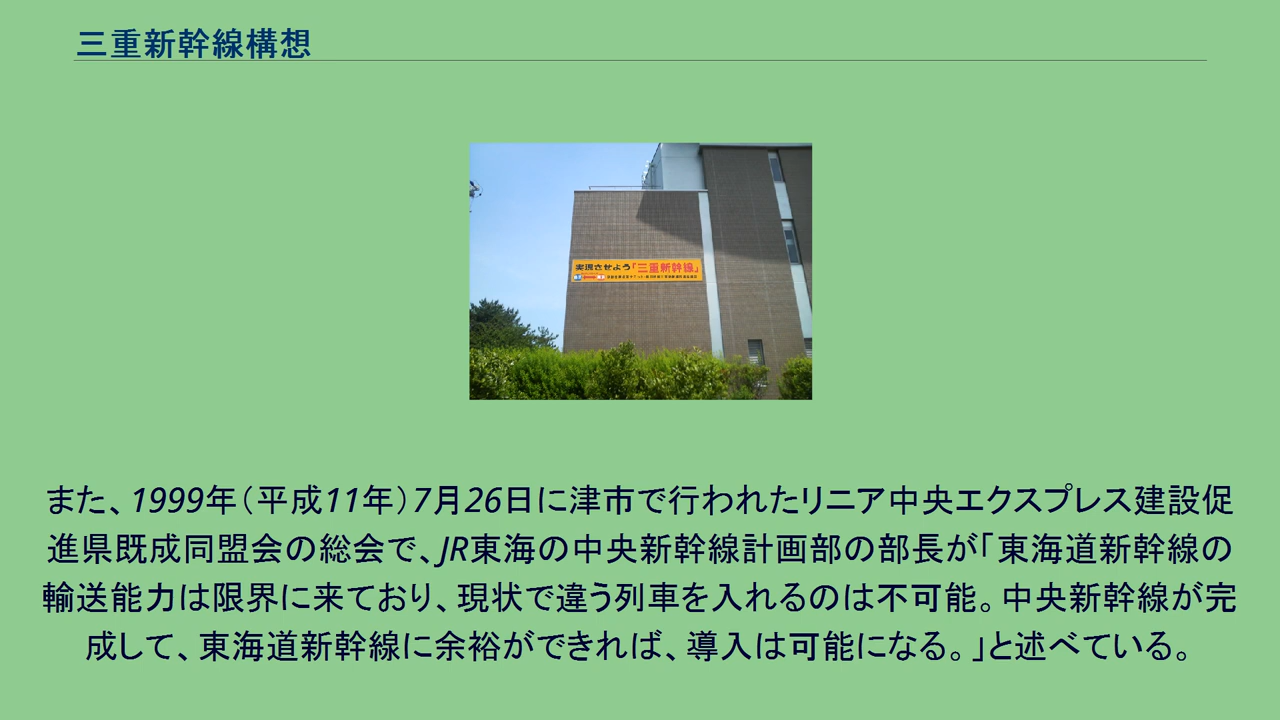 三重新幹線構想
実現させよう「三重新幹線」
また、1999年（平成11年）7月26日に津市で行われたリニア中央エクスプレス建設促
進県既成同盟会の総会で、JR東海の中央新幹線計画部の部長が「東海道新幹線の
輸送能力は限界に来ており、現状で違う列車を入れるのは不可能。中央新幹線が完
成して、東海道新幹線に余裕ができれば、導入は可能になる。」と述べている。